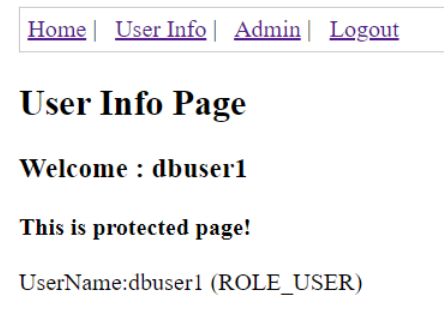 Home | User Info | Admin | Logout
User Info Page
Welcome : dbuser1
This is protected page!
UserName:dbuser1 (ROLE_USER)